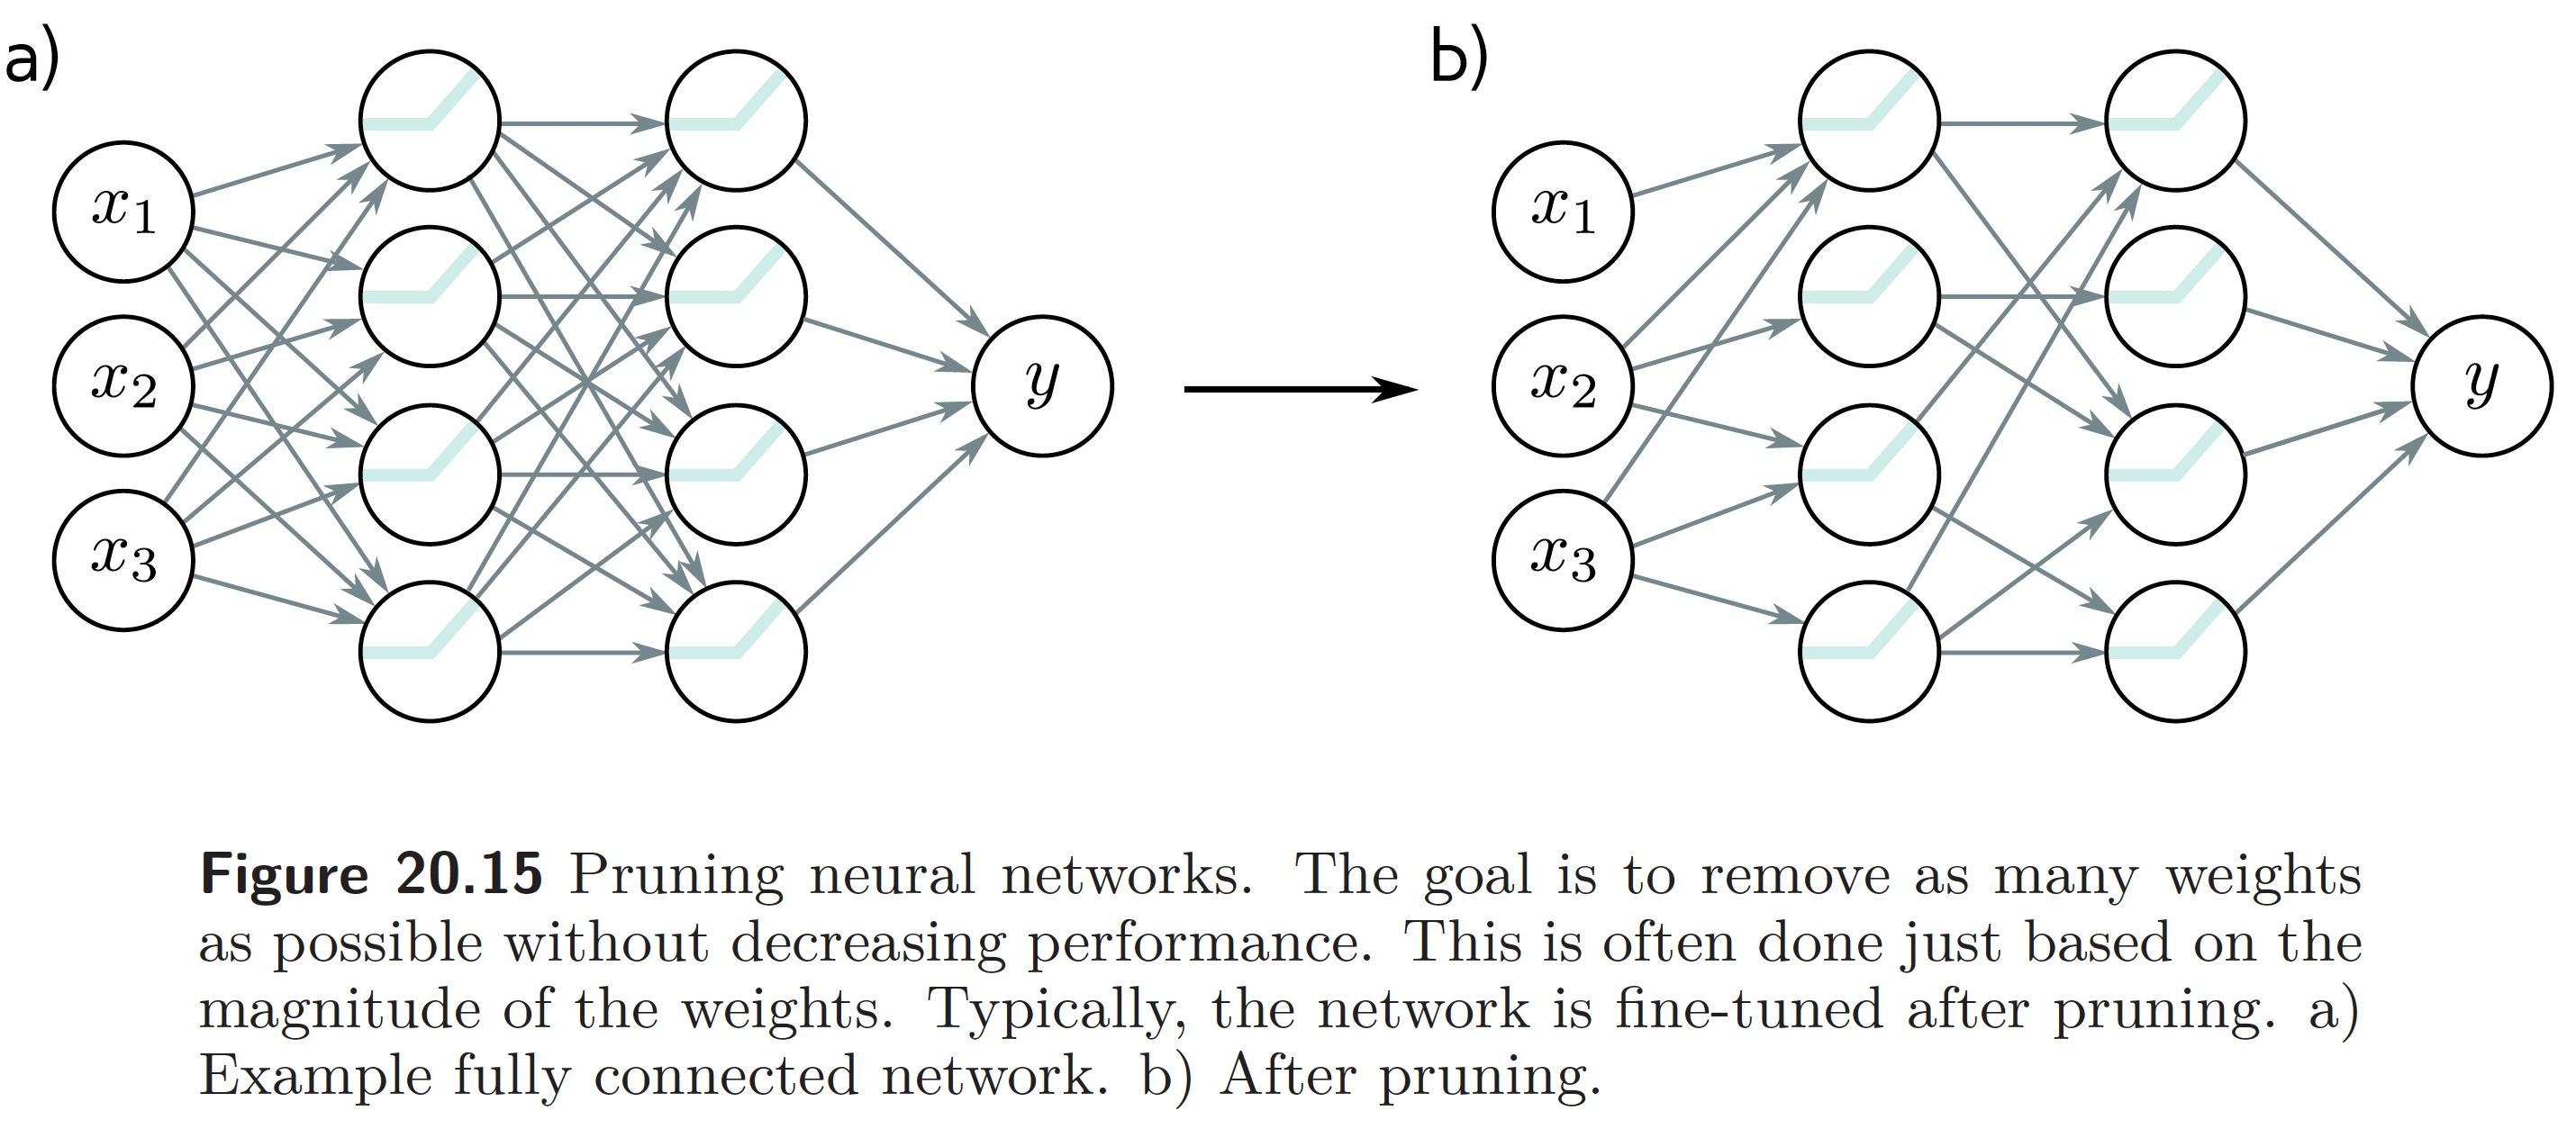 a)
x1
x2
x3
y
b)
x1
x2
x3
y
Figure 20.15 Pruning neural networks. The goal is to remove as many weights
as possible without decreasing performance. This is often done just based on the
magnitude of the weights. Typically, the network is fine-tuned after pruning. a)
Example fully connected network. b) After pruning.